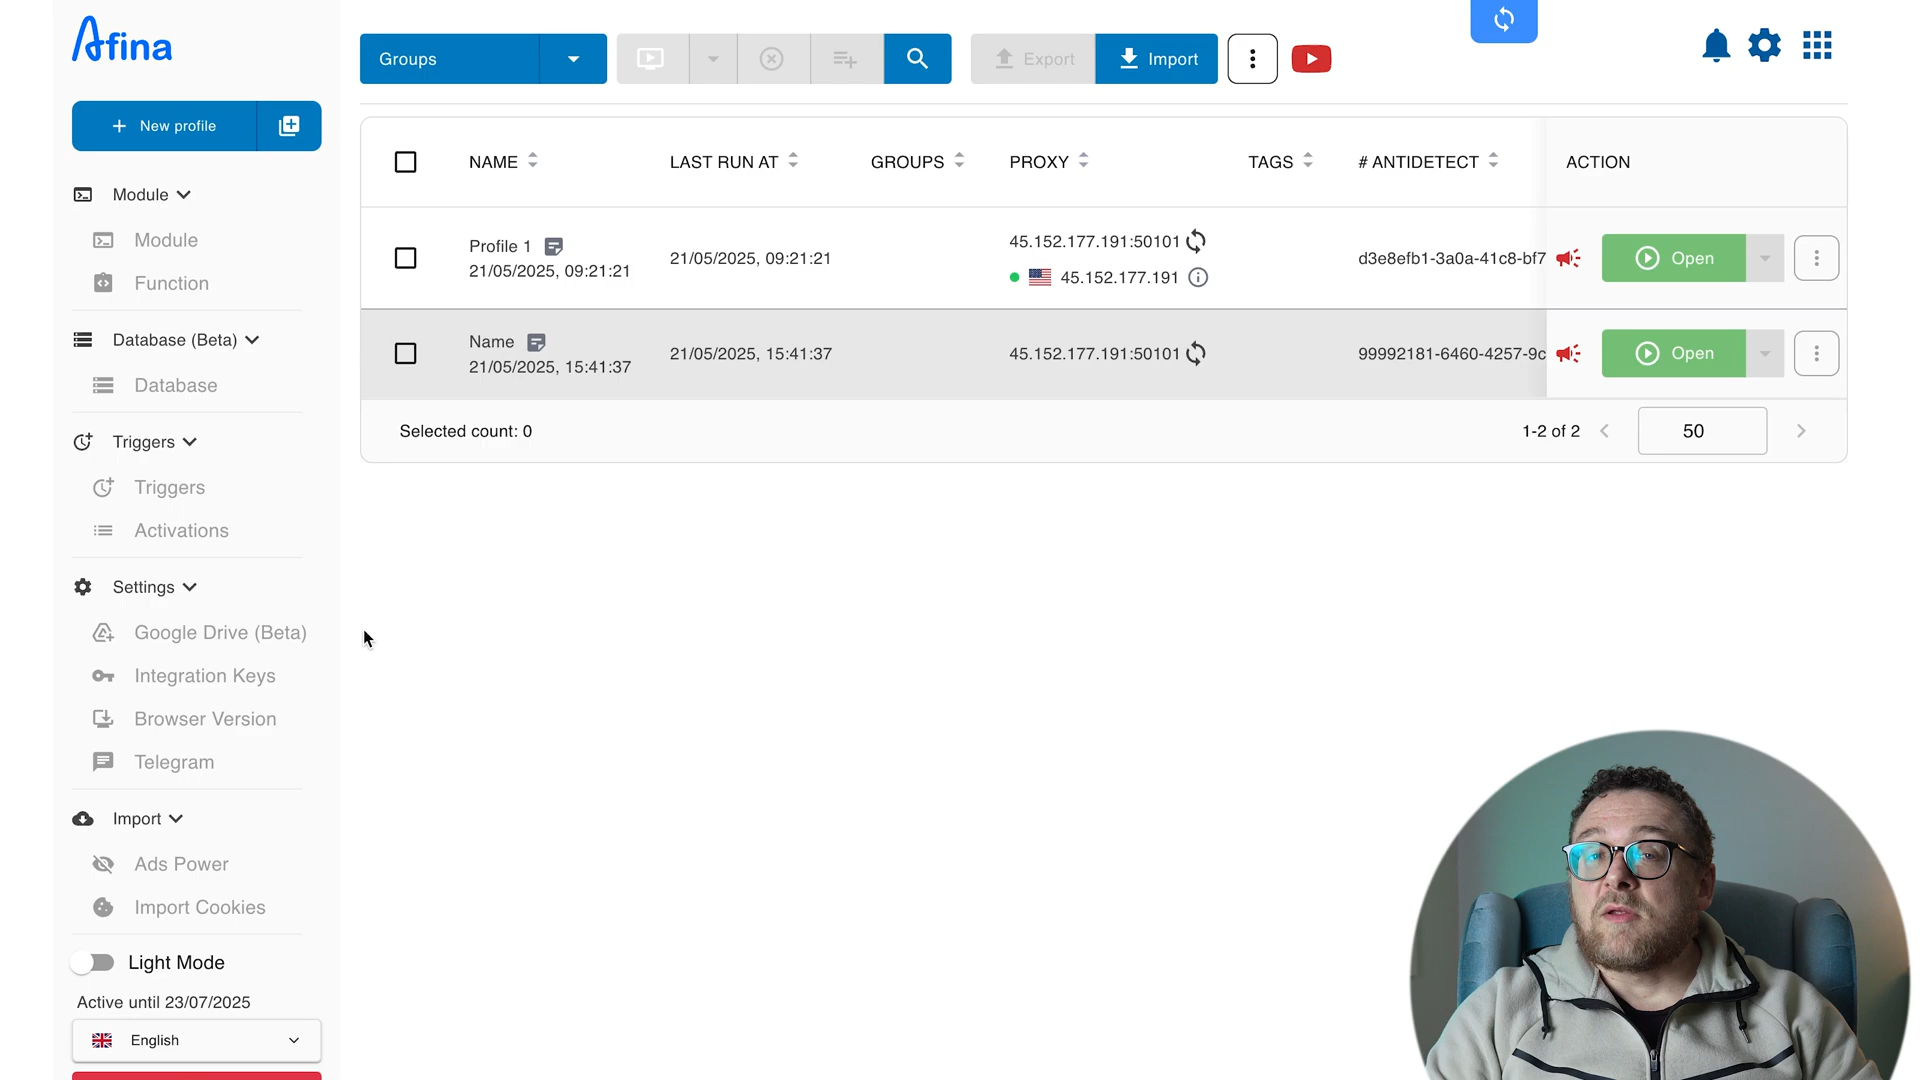 Afina
Groups
Export
Import
New profile
NAME
LAST RUN AT
GROUPS
PROXY
TAGS
# ANTIDETECT
ACTION
Module
Module
Function
Profile 1
21/05/2025, 09:21:21
21/05/2025, 09:21:21
45.152.177.191:50101
45.152.177.191
d3e8efb1-3a0a-41c8-bf7
Open
Database (Beta)
Database
Name
21/05/2025, 15:41:37
21/05/2025, 15:41:37
45.152.177.191:50101
99992181-6460-4257-9c
Open
Selected count: 0
1-2 of 2
50
Triggers
Triggers
Activations
Settings
Google Drive (Beta)
Integration Keys
Browser Version
Telegram
Import
Ads Power
Import Cookies
Light Mode
Active until 23/07/2025
English